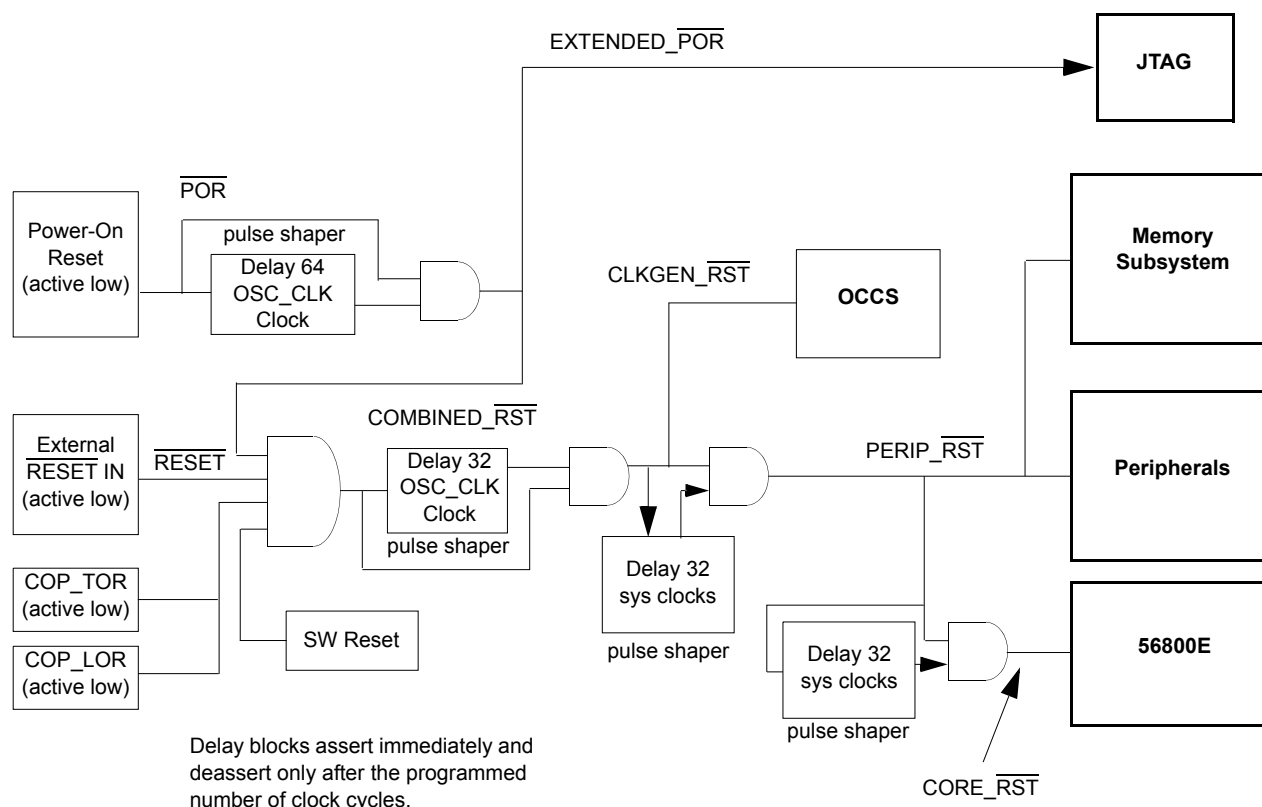 EXTENDED_POR
JTAG
POR
Power-On
Reset
(active low)
pulse shaper
Delay 64
OSC_CLK
Clock
Memory
Subsystem
CLKGEN_RST
OCCS
COMBINED_RST
External
RESET IN
(active low)
RESET
Delay 32
OSC_CLK
Clock
pulse shaper
PERIP_RST
Peripherals
COP_TOR
(active low)
SW Reset
Delay 32
sys clocks
pulse shaper
COP_LOR
(active low)
Delay 32
sys clocks
pulse shaper
56800E
CORE_RST
Delay blocks assert immediately and
deassert only after the programmed
number of clock cycles.